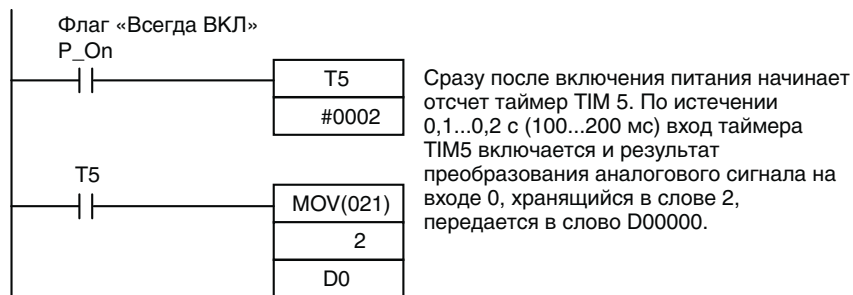 Флаг «Всегда ВКЛ»
P_On
T5
#0002
Сразу после включения питания начинает
отсчет таймер TIM 5. По истечении
0,1...0,2 с (100...200 мс) вход таймера
TIM5 включается и результат
преобразования аналогового сигнала на
входе 0, хранящийся в слове 2,
передается в слово D00000.
T5
MOV(021)
2
D0